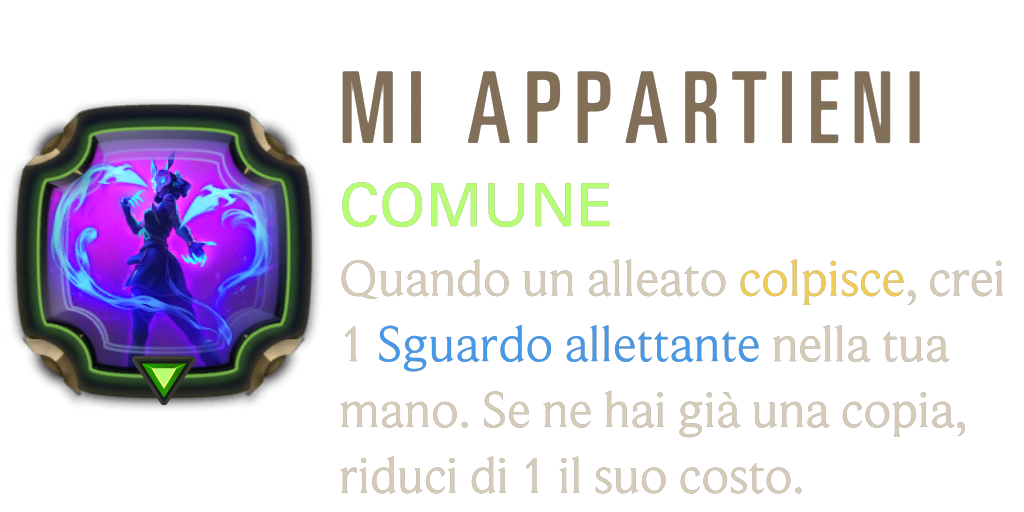 MI APPARTIENI
COMUNE
Quando un alleato colpisce, crei
1 Sguardo allettante nella tua
mano. Se ne hai già una copia,
riduci di 1 il suo costo.